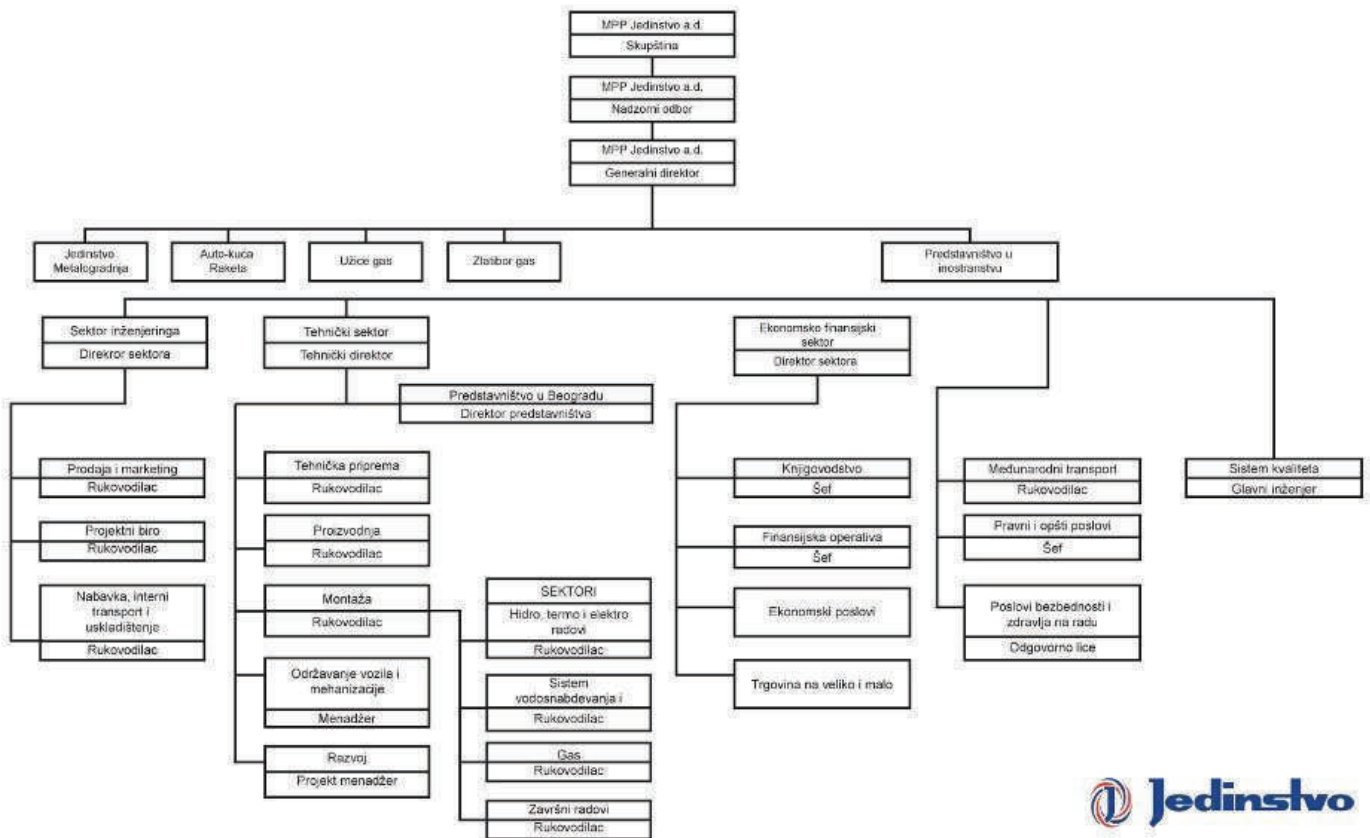 MPP Jedinstvo a.d.
Skupština
MPP Jedinstvo a.d.
Nadzorni odbor
MPP Jedinstvo a.d.
Generalni direktor
Jedinstvo
Metalogradnja
Auto-kuća
Raketa
Užice gas
Zlatibor gas
Predstavništvo u
inostranstvu
Sektor inženjeringa
Direkror sektora
Tehnički sektor
Tehnički direktor
Ekonomsko finansijski
sektor
Direktor sektora
Predstavništvo u Beogradu
Direktor predstavništva
Prodaja i marketing
Rukovodilac
Projektni biro
Rukovodilac
Nabavka, interni
transport i
uskladištenje
Rukovodilac
Tehnička priprema
Rukovodilac
Proizvodnja
Rukovodilac
Montaža
Rukovodilac
Održavanje vozila i
mehanizacije
Menadžer
Razvoj
Projekt menadžer
SEKTORI
Hidro, termo i elektro
radovi
Rukovodilac
Sistem
vodosnabdevanja i
Rukovodilac
Gas
Rukovodilac
Završni radovi
Rukovodilac
Knjigovodstvo
Šef
Finansijska operativa
Šef
Ekonomski poslovi
Trgovina na veliko i malo
Međunarodni transport
Rukovodilac
Pravni i opšti poslovi
Šef
Poslovi bezbednosti i
zdravlja na radu
Odgovorno lice
Sistem kvaliteta
Glavni inženjer
Jedinstvo